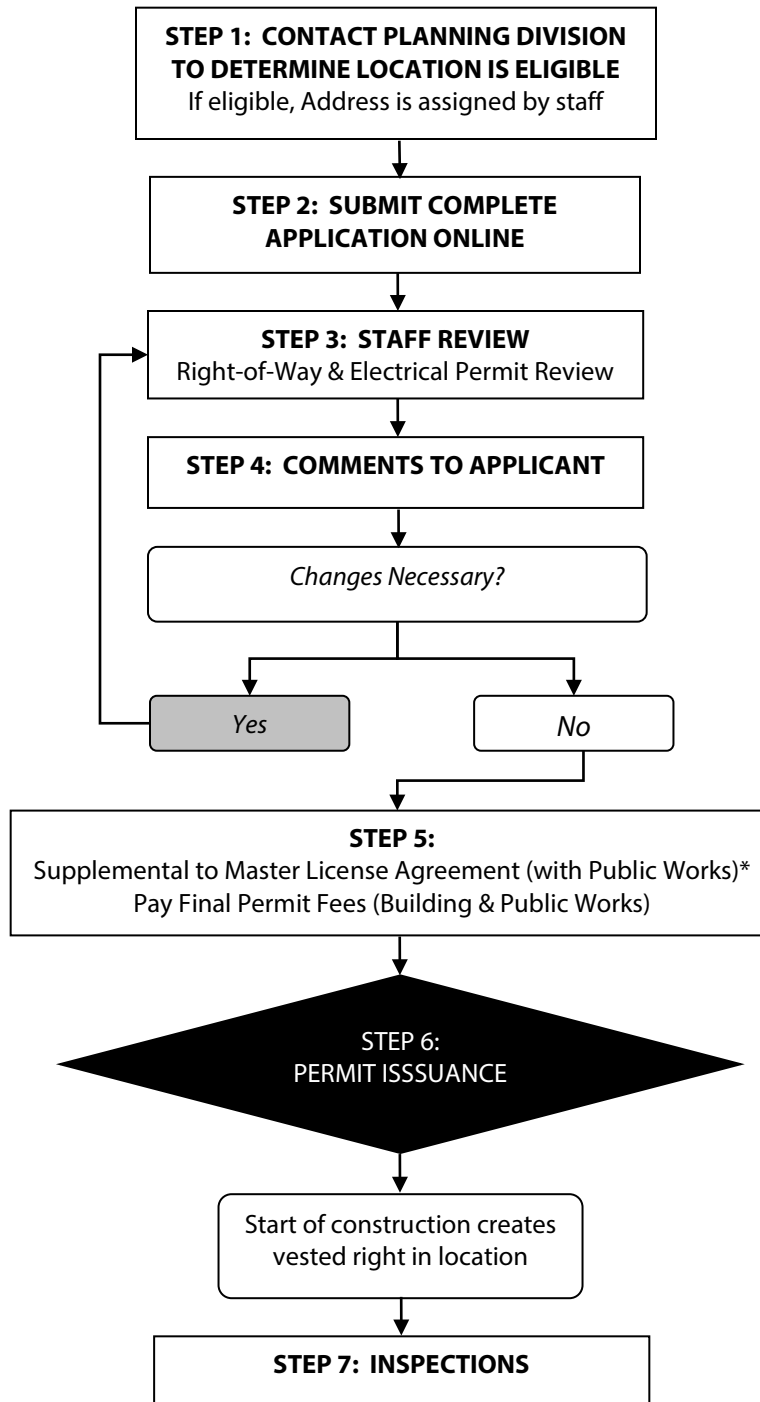 STEP 1: CONTACT PLANNING DIVISION
TO DETERMINE LOCATION IS ELIGIBLE
If eligible, Address is assigned by staff
STEP 2: SUBMIT COMPLETE
APPLICATION ONLINE
STEP 3: STAFF REVIEW
Right-of-Way & Electrical Permit Review
STEP 4: COMMENTS TO APPLICANT
Changes Necessary?
Yes
No
STEP 5:
Supplemental to Master License Agreement (with Public Works)*
Pay Final Permit Fees (Building & Public Works)
STEP 6:
PERMIT ISSSUANCE
Start of construction creates
vested right in location
STEP 7: INSPECTIONS